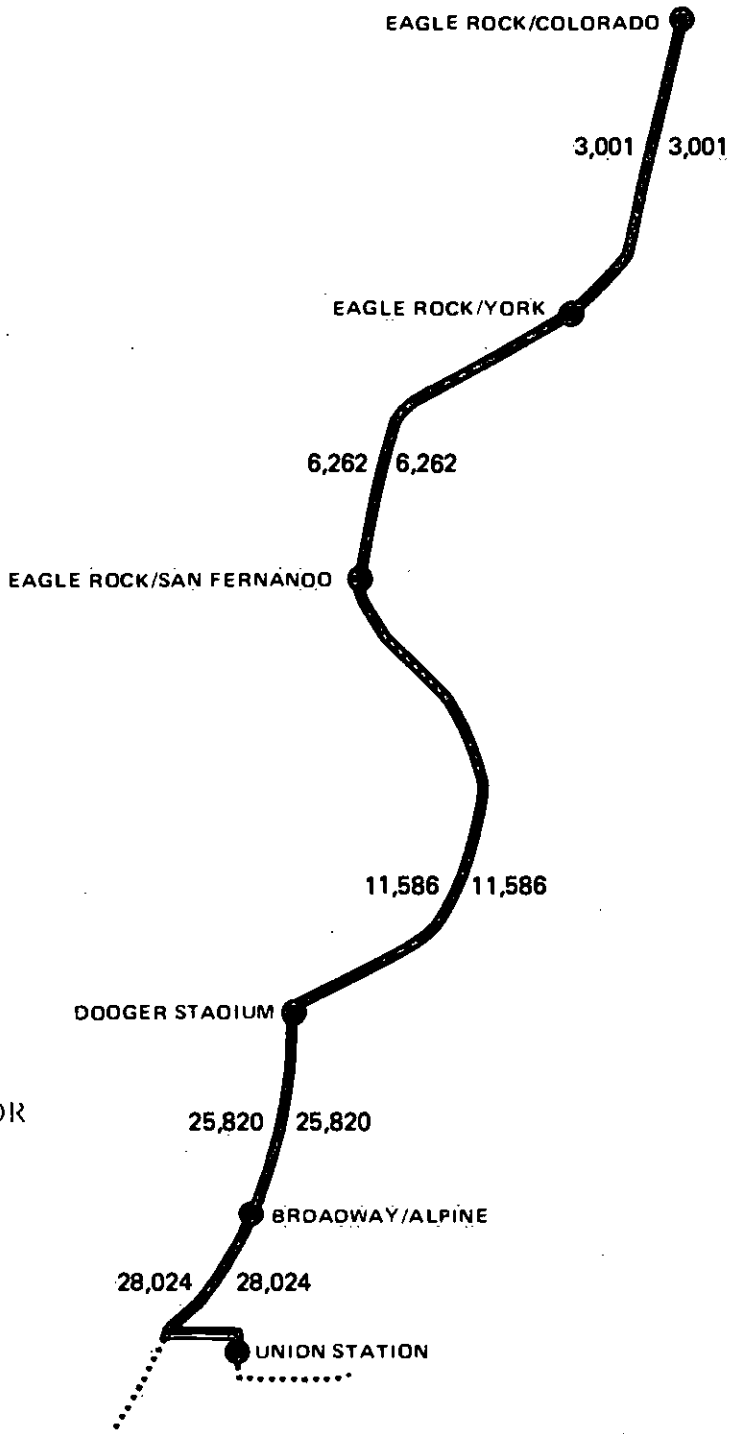 EAGLE ROCK/COLORADO
3,001 3,001
EAGLE ROCK/YORK
6,262 6,262
EAGLE ROCK/SAN FERNANDO
11,586 11,586
DODGER STADIUM
OR
25,820 25,820
BROADWAY/ALPINE
28,024 28,024
UNION STATION